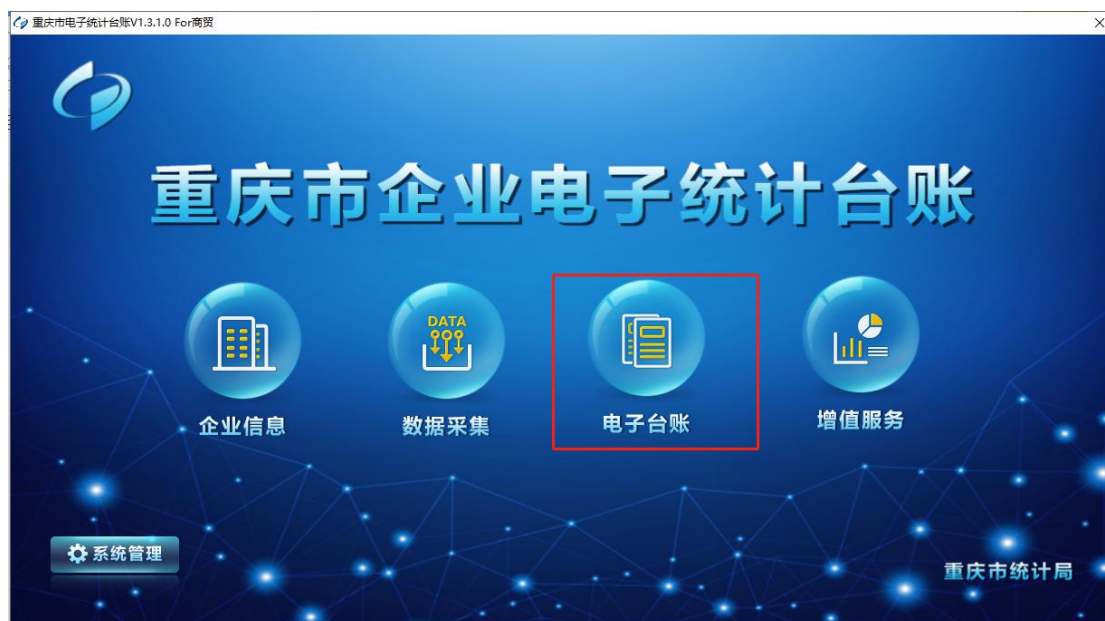 重庆市电子统计台账V1.3.1.0 For商贸
重庆市企业电子统计台账
DATA
企业信息
数据采集
电子台账
增值服务
系统管理
重庆市统计局